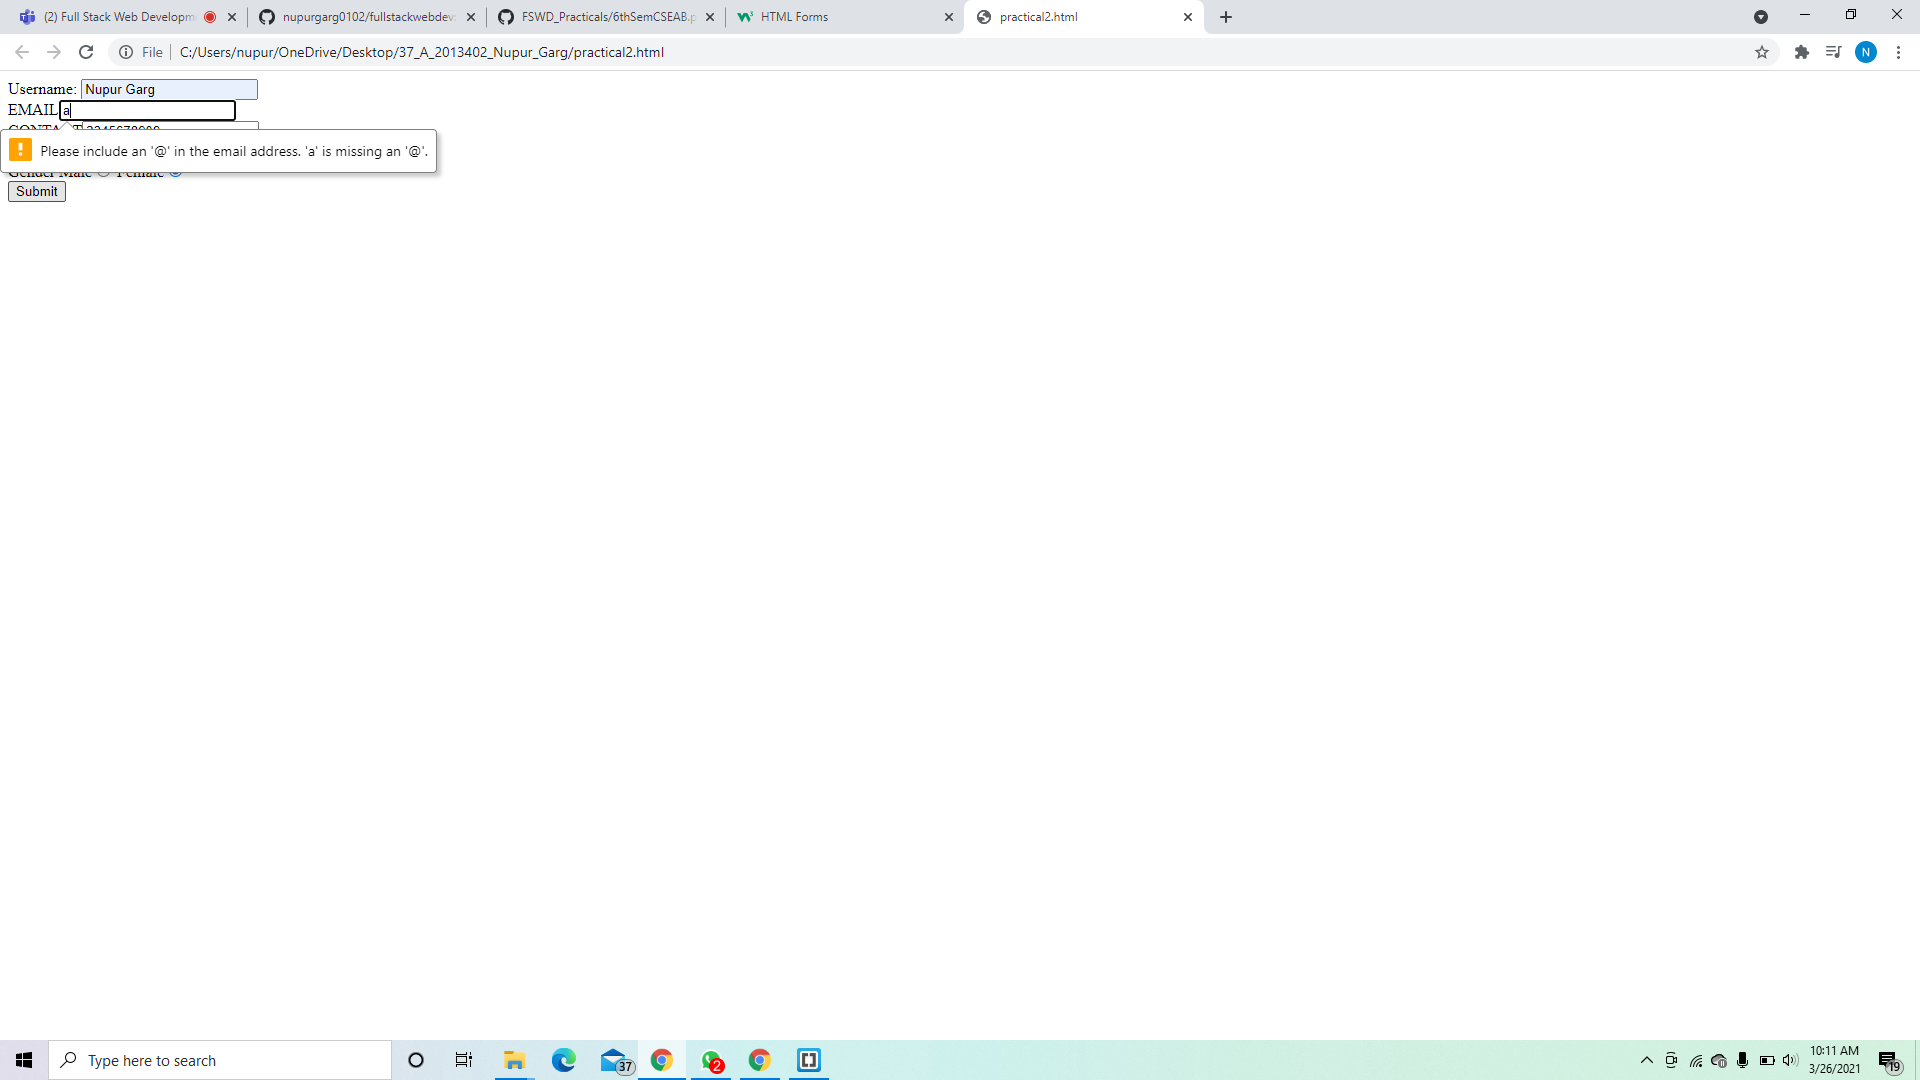 (2) Full Stack Web Developm
nupurgarg0102/fullstackwebdev
FSWD_Practicals/6thSemCSEAB.p
HTML Forms
practical2.html
File
C:/Users/nupur/OneDrive/Desktop/37_A_2013402_Nupur_Garg/practical2.html
N
Username: Nupur Garg
EMAIL a
CONTACT
Please include an '@' in the email address. 'a' is missing an '@'.
Gender Male Female
Submit
Type here to search
37
2
10:11 AM
3/26/2021
19